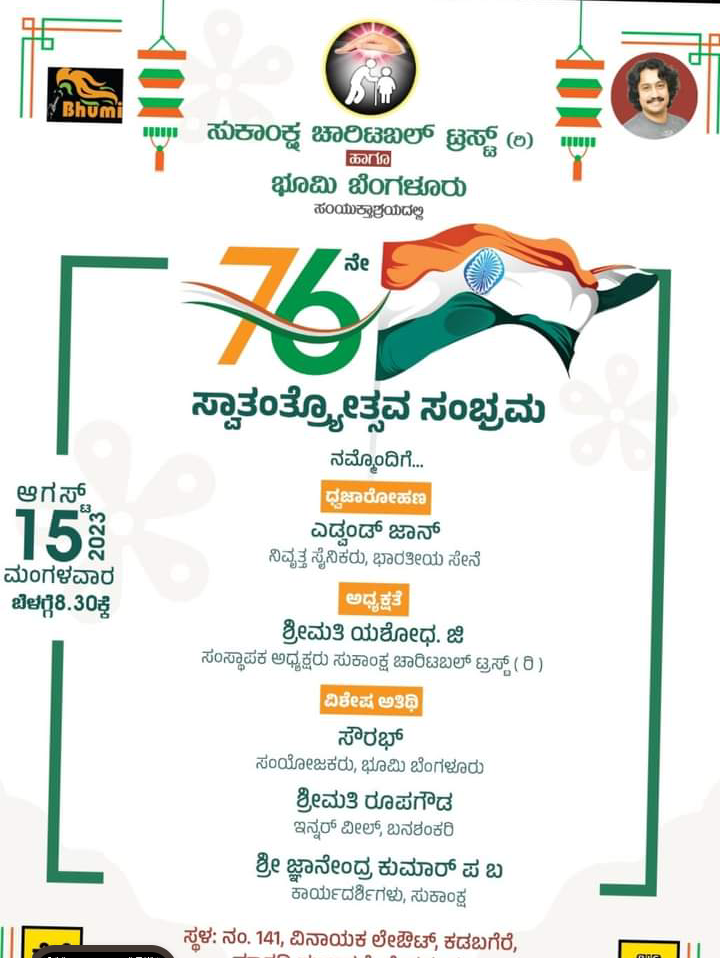 Bhumi
ಸುಕಾಂಕ್ಷ ಚಾರಿಟಬಲ್ ಟ್ರಸ್ಟ್ (ರಿ)
ಹಾಗೂ
ಭೂಮಿ ಬೆಂಗಳೂರು
ಸಂಯುಕ್ತಾಶ್ರಯದಲ್ಲಿ
76ನೇ
ಸ್ವಾತಂತ್ರ್ಯೋತ್ಸವ ಸಂಭ್ರಮ
ನಮ್ಮೊಂದಿಗೆ...
ಧ್ವಜಾರೋಹಣ
ಎಡ್ವಂಡ್ ಜಾನ್
ನಿವೃತ್ತ ಸೈನಿಕರು, ಭಾರತೀಯ ಸೇನೆ
ಆಗಸ್ಟ್
15 2023
ಮಂಗಳವಾರ
ಬೆಳಗ್ಗೆ8.30ಕ್ಕೆ
ಅಧ್ಯಕ್ಷತೆ
ಶ್ರೀಮತಿ ಯಶೋಧ. ಜಿ
ಸಂಸ್ಥಾಪಕ ಅಧ್ಯಕ್ಷರು ಸುಕಾಂಕ್ಷ ಚಾರಿಟಬಲ್ ಟ್ರಸ್ಟ್ ( ರಿ )
ವಿಶೇಷ ಅತಿಥಿ
ಸೌರಭ್
ಸಂಯೋಜಕರು, ಭೂಮಿ ಬೆಂಗಳೂರು
ಶ್ರೀಮತಿ ರೂಪಗೌಡ
ಇನ್ನರ್ ವೀಲ್, ಬನಶಂಕರಿ
ಶ್ರೀ ಜ್ಞಾನೇಂದ್ರ ಕುಮಾರ್ ಪ ಬ
ಕಾರ್ಯದರ್ಶಿಗಳು, ಸುಕಾಂಕ್ಷ
ಸ್ಥಳ: ನಂ. 141, ವಿನಾಯಕ ಲೇಔಟ್, ಕಡಬಗೆರೆ,